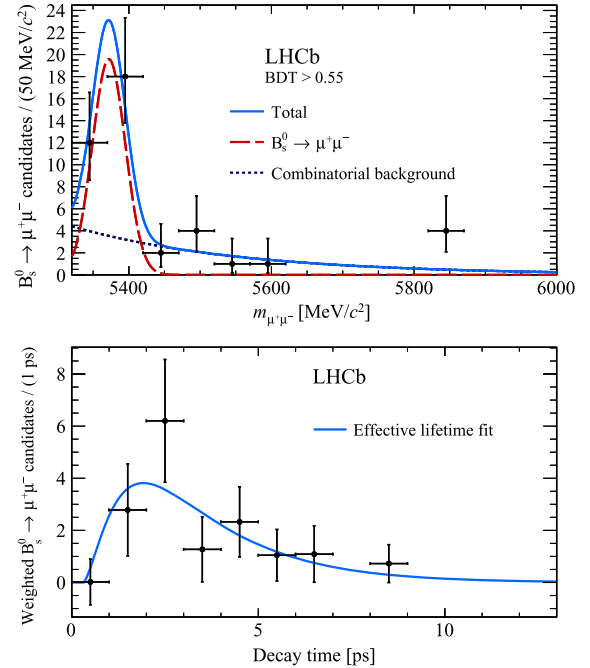 B⁰ₛ → μ⁺μ⁻ candidates / (50 MeV/c²)
24
22
20
18
16
14
12
10
8
6
4
2
0
LHCb
BDT > 0.55
Total
B⁰ₛ → μ⁺μ⁻
Combinatorial background
5400 5600 5800 6000
m_μ⁺μ⁻ [MeV/c²]
Weighted B⁰ₛ → μ⁺μ⁻ candidates / (1 ps)
8
6
4
2
0
LHCb
Effective lifetime fit
0 5 10
Decay time [ps]